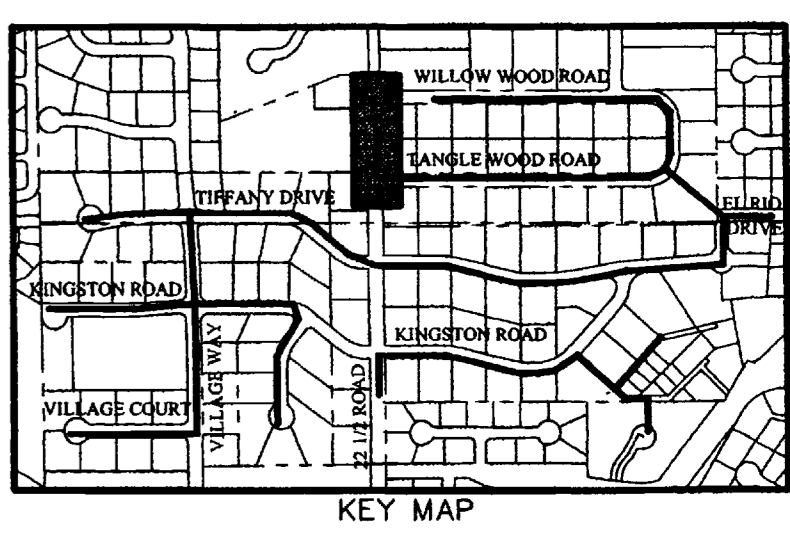 WILLOW WOOD ROAD
TANGLE WOOD ROAD
TIFFANY DRIVE
EL RIO
DRIVE
KINGSTON ROAD
KINGSTON ROAD
VILLAGE WAY
22 1/2 ROAD
VILLAGE COURT
KEY MAP